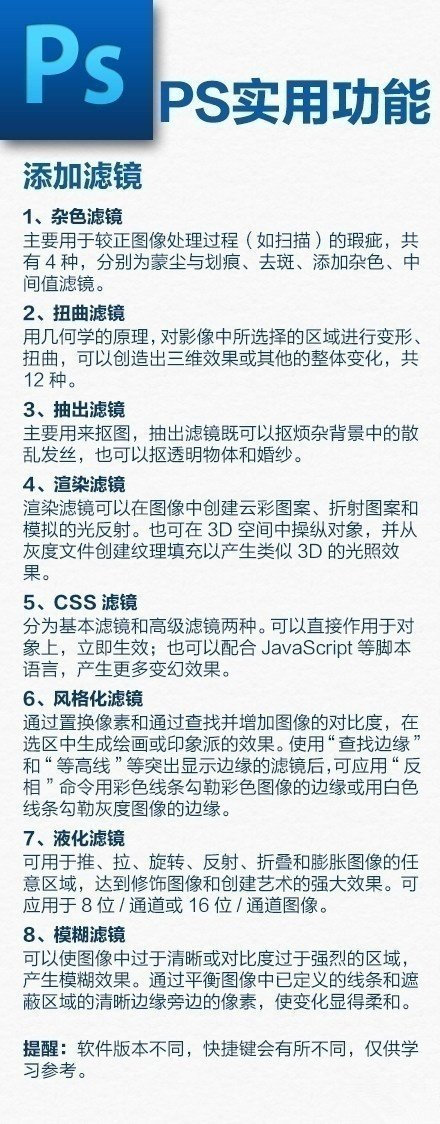 Ps
PS实用功能
添加滤镜
1、杂色滤镜
主要用于较正图像处理过程（如扫描）的瑕疵，共
有 4 种，分别为蒙尘与划痕、去斑、添加杂色、中
间值滤镜。
2、扭曲滤镜
用几何学的原理，对影像中所选择的区域进行变形、
扭曲，可以创造出三维效果或其他的整体变化，共
12 种。
3、抽出滤镜
主要用来抠图，抽出滤镜既可以抠烦杂背景中的散
乱发丝，也可以抠透明物体和婚纱。
4、渲染滤镜
渲染滤镜可以在图像中创建云彩图案、折射图案和
模拟的光反射。也可在 3D 空间中操纵对象，并从
灰度文件创建纹理填充以产生类似 3D 的光照效
果。
5、CSS 滤镜
分为基本滤镜和高级滤镜两种。可以直接作用于对
象上，立即生效；也可以配合 JavaScript 等脚本
语言，产生更多变幻效果。
6、风格化滤镜
通过置换像素和通过查找并增加图像的对比度，在
选区中生成绘画或印象派的效果。使用“查找边缘”
和“等高线”等突出显示边缘的滤镜后，可应用“反
相”命令用彩色线条勾勒彩色图像的边缘或用白色
线条勾勒灰度图像的边缘。
7、液化滤镜
可用于推、拉、旋转、反射、折叠和膨胀图像的任
意区域，达到修饰图像和创建艺术的强大效果。可
应用于 8 位 / 通道或 16 位 / 通道图像。
8、模糊滤镜
可以使图像中过于清晰或对比度过于强烈的区域，
产生模糊效果。通过平衡图像中已定义的线条和遮
蔽区域的清晰边缘旁边的像素，使变化显得柔和。
提醒：软件版本不同，快捷键会有所不同，仅供学
习参考。